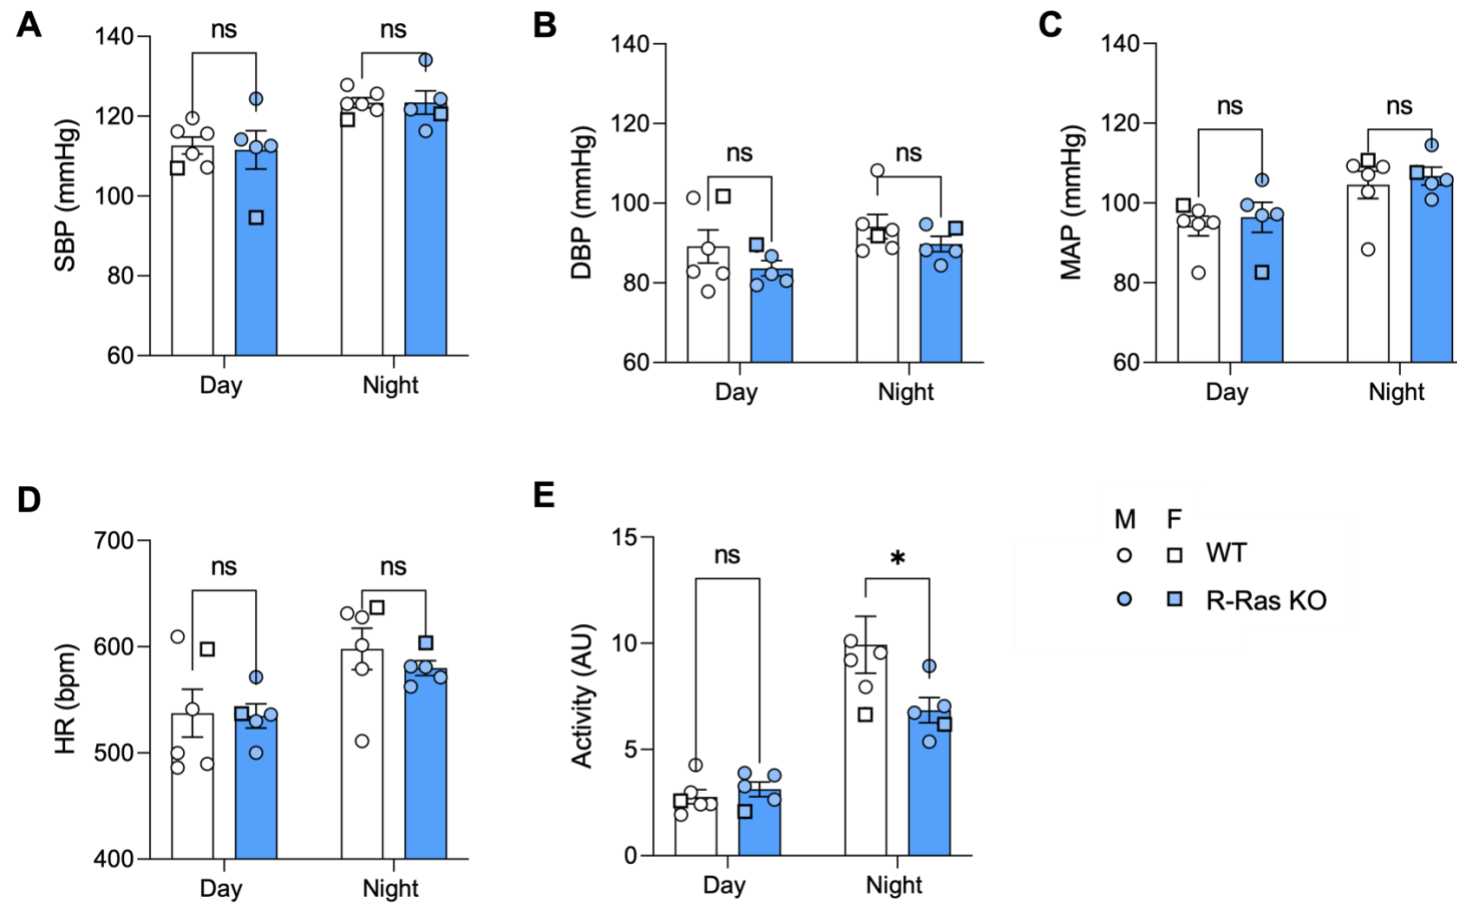 A
SBP (mmHg)
140
120
100
80
60
ns
ns
Day
Night
B
DBP (mmHg)
140
120
100
80
60
ns
ns
Day
Night
C
MAP (mmHg)
140
120
100
80
60
ns
ns
Day
Night
D
HR (bpm)
700
600
500
400
ns
ns
Day
Night
E
Activity (AU)
15
10
5
0
ns
*
Day
Night
M F
WT
R-Ras KO